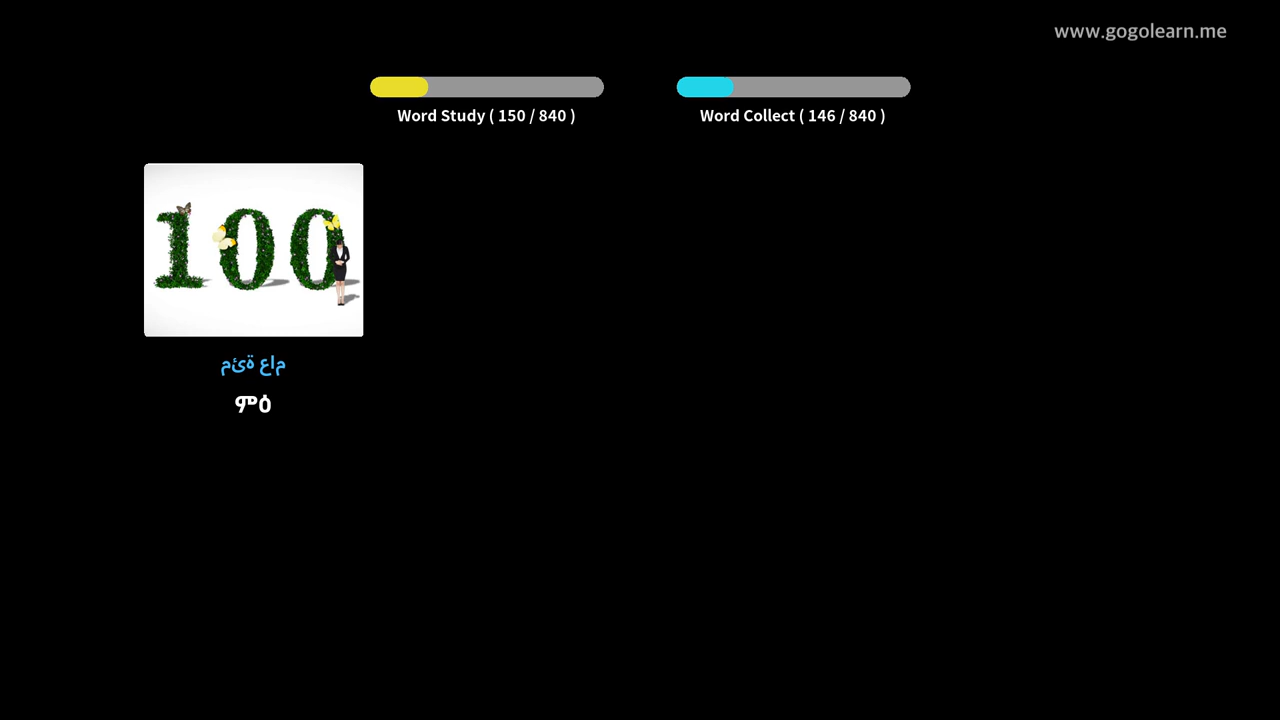 www.gogolearn.me
Word Study ( 150 / 840 )
Word Collect ( 146 / 840 )
100
مئة عام
ምዕ